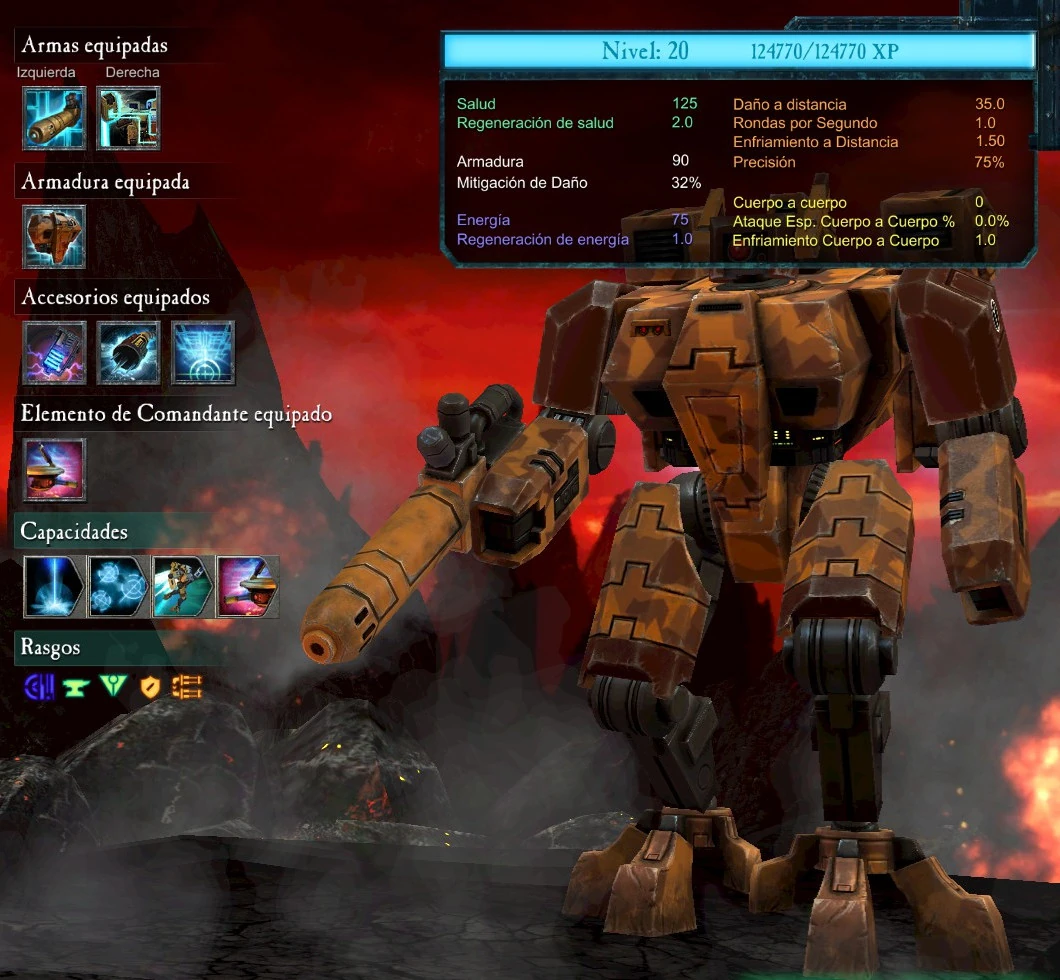 Armas equipadas
Izquierda Derecha
Armadura equipada
Accesorios equipados
Elemento de Comandante equipado
Capacidades
Rasgos
Nivel: 20 124770/124770 XP
Salud 125
Regeneración de salud 2.0
Armadura 90
Mitigación de Daño 32%
Energía 75
Regeneración de energía 1.0
Daño a distancia 35.0
Rondas por Segundo 1.0
Enfriamiento a Distancia 1.50
Precisión 75%
Cuerpo a cuerpo 0
Ataque Esp. Cuerpo a Cuerpo % 0.0%
Enfriamiento Cuerpo a Cuerpo 1.0